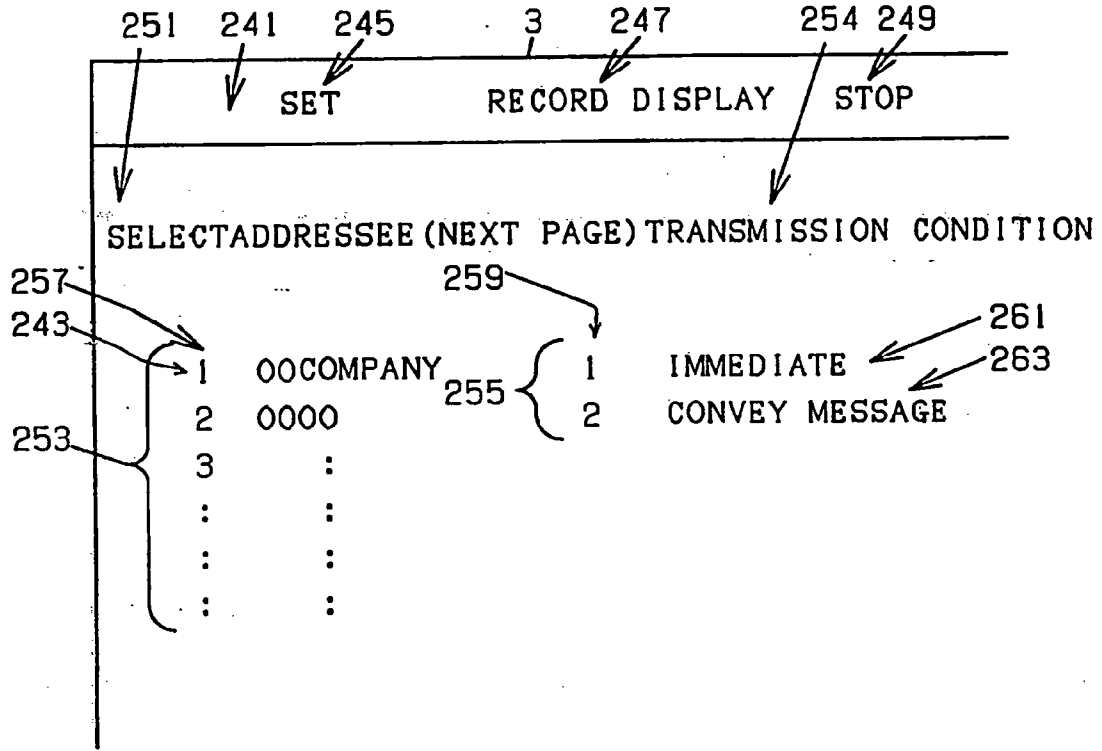 251 241 245 3 247 254 249
SET RECORD DISPLAY STOP
SELECTADDRESSEE (NEXT PAGE) TRANSMISSION CONDITION
257 259
243 261
1 OOCOMPANY 1 IMMEDIATE 263
255
2 OOOO 2 CONVEY MESSAGE
253
3 :
: :
: :
: :